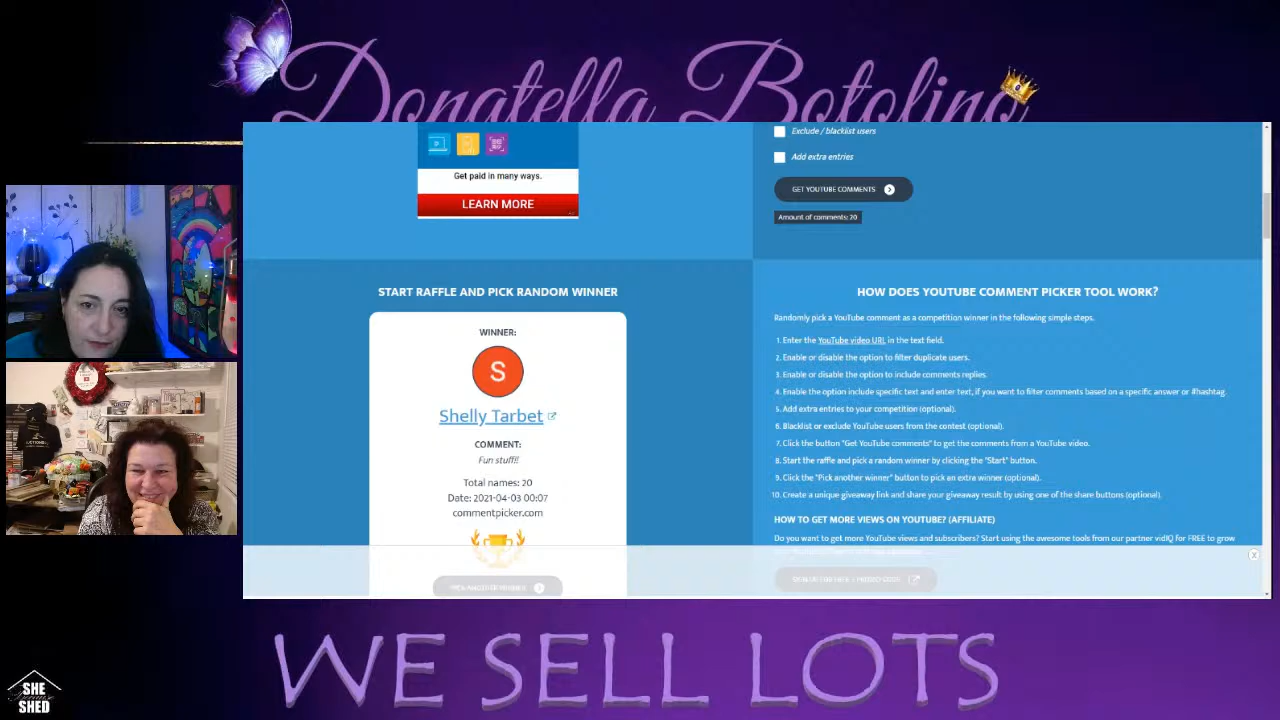 Donatella Botolino
Get paid in many ways.
LEARN MORE
Exclude / blacklist users
Add extra entries
GET YOUTUBE COMMENTS
Amount of comments: 20
START RAFFLE AND PICK RANDOM WINNER
WINNER:
S
Shelly Tarbet
COMMENT:
Fun stuff!!
Total names: 20
Date: 2021-04-03 00:07
commentpicker.com
PICK ANOTHER WINNER
HOW DOES YOUTUBE COMMENT PICKER TOOL WORK?
Randomly pick a YouTube comment as a competition winner in the following simple steps.
1. Enter the YouTube video URL in the text field.
2. Enable or disable the option to filter duplicate users.
3. Enable or disable the option to include comments replies.
4. Enable the option include specific text and enter text, if you want to filter comments based on a specific answer or #hashtag.
5. Add extra entries to your competition (optional).
6. Blacklist or exclude YouTube users from the contest (optional).
7. Click the button "Get YouTube comments" to get the comments from a YouTube video.
8. Start the raffle and pick a random winner by clicking the "Start" button.
9. Click the "Pick another winner" button to pick an extra winner (optional).
10. Create a unique giveaway link and share your giveaway result by using one of the share buttons (optional).
HOW TO GET MORE VIEWS ON YOUTUBE? (AFFILIATE)
Do you want to get more YouTube views and subscribers? Start using the awesome tools from our partner vidIQ for FREE to grow
X
WE SELL LOTS
SHE
Because
SHED